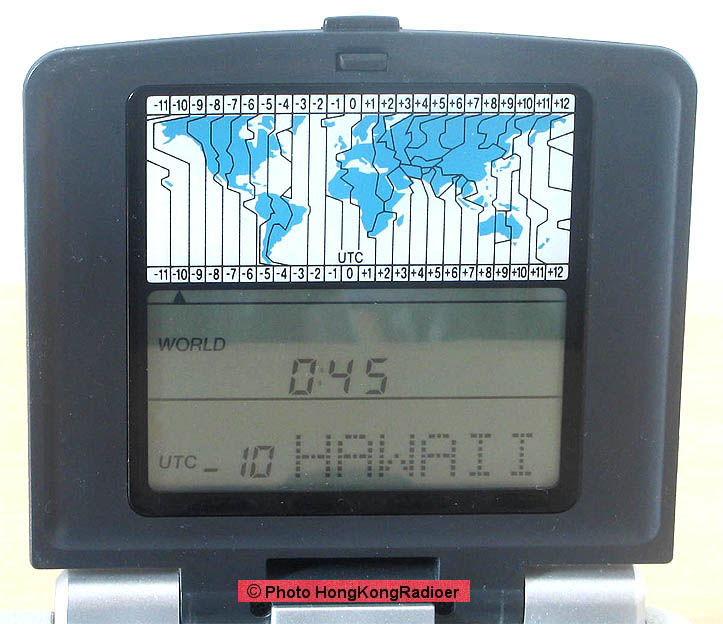 -11 -10 -9 -8 -7 -6 -5 -4 -3 -2 -1 0 +1 +2 +3 +4 +5 +6 +7 +8 +9 +10 +11 +12
UTC
-11 -10 -9 -8 -7 -6 -5 -4 -3 -2 -1 0 +1 +2 +3 +4 +5 +6 +7 +8 +9 +10 +11 +12
WORLD
0:45
UTC -10 HAWAII
© Photo HongKongRadioer